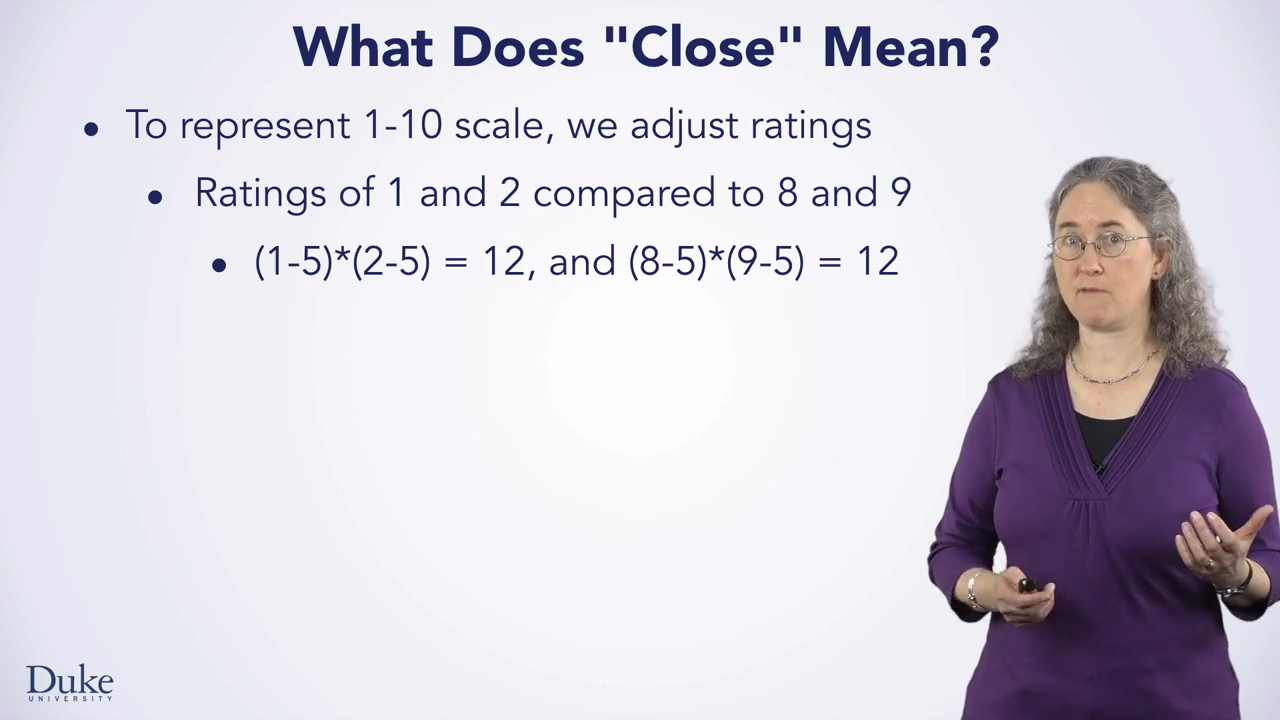 What Does "Close" Mean?
• To represent 1-10 scale, we adjust ratings
• Ratings of 1 and 2 compared to 8 and 9
• (1-5)*(2-5) = 12, and (8-5)*(9-5) = 12
Duke
UNIVERSITY